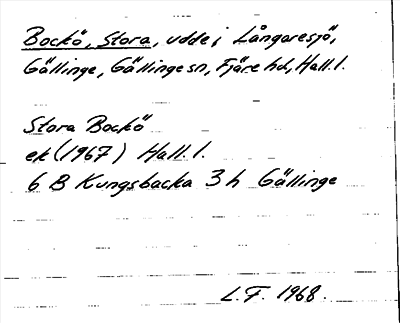 Bockö, Stora, udde i Långaresjö,
Gällinge, Gällinge sn, Fjäre hd, Hall. l.
Stora Bockö
ek (1967) Hall. l.
6 B Kungsbacka 3 h Gällinge
L. F. 1968.